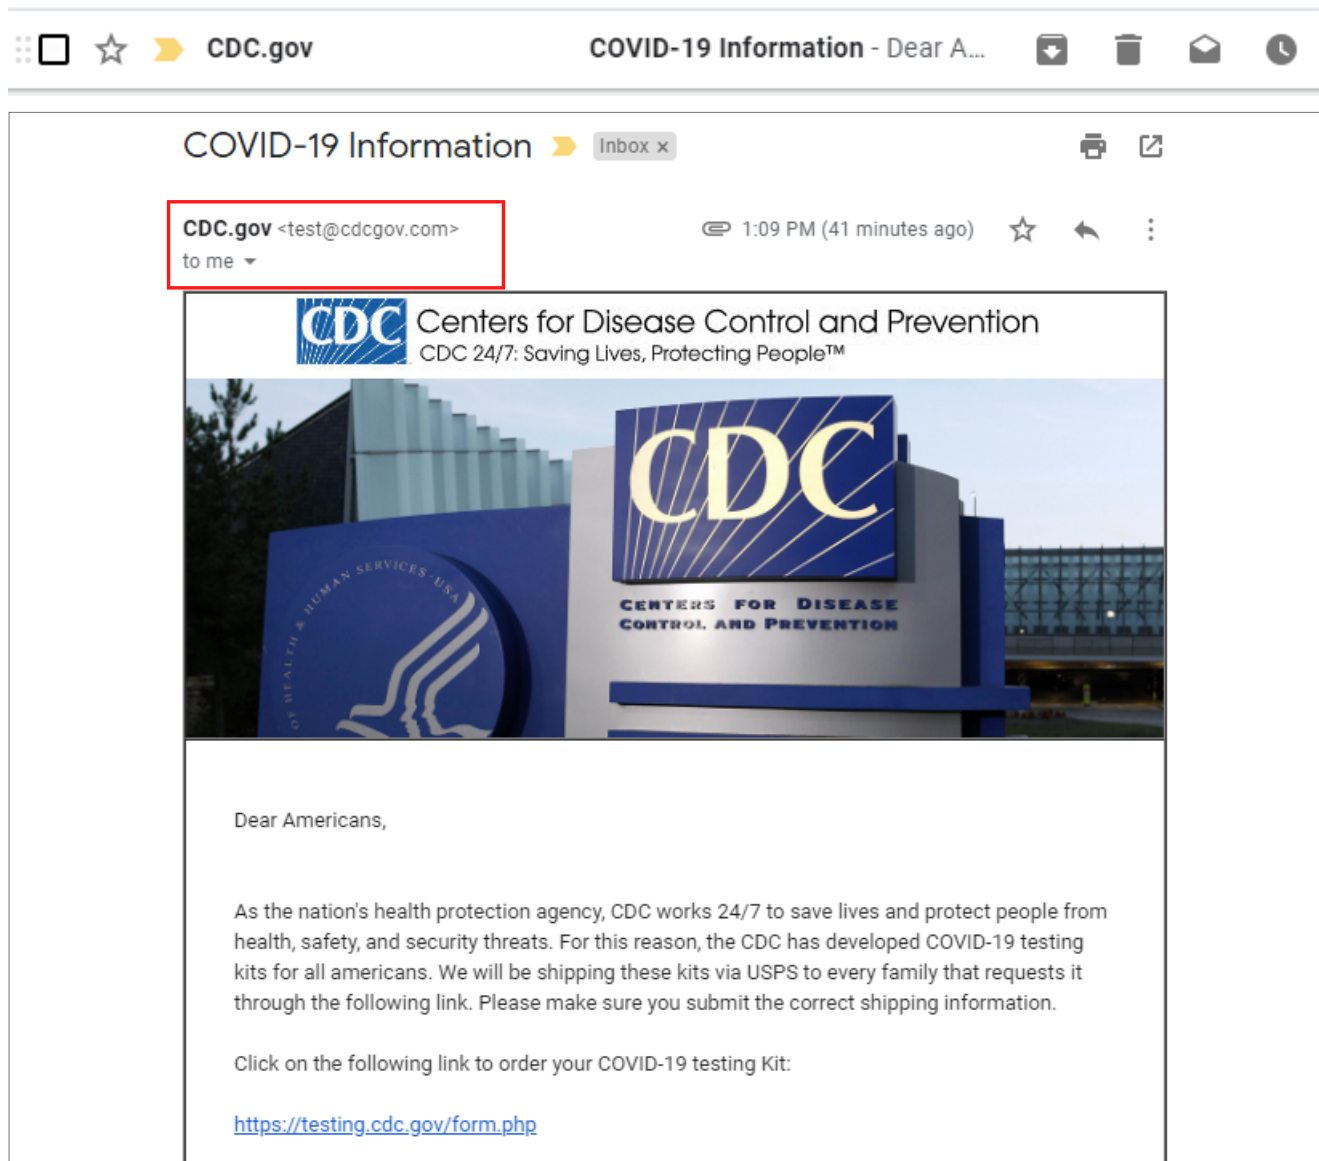 CDC.gov COVID-19 Information - Dear A...
COVID-19 Information Inbox x
CDC.gov <test@cdcgov.com> 1:09 PM (41 minutes ago)
to me
CDC Centers for Disease Control and Prevention
CDC 24/7: Saving Lives, Protecting People™
CDC
CENTERS FOR DISEASE
CONTROL AND PREVENTION
OF HEALTH & HUMAN SERVICES·USA
Dear Americans,
As the nation's health protection agency, CDC works 24/7 to save lives and protect people from
health, safety, and security threats. For this reason, the CDC has developed COVID-19 testing
kits for all americans. We will be shipping these kits via USPS to every family that requests it
through the following link. Please make sure you submit the correct shipping information.
Click on the following link to order your COVID-19 testing Kit:
https://testing.cdc.gov/form.php